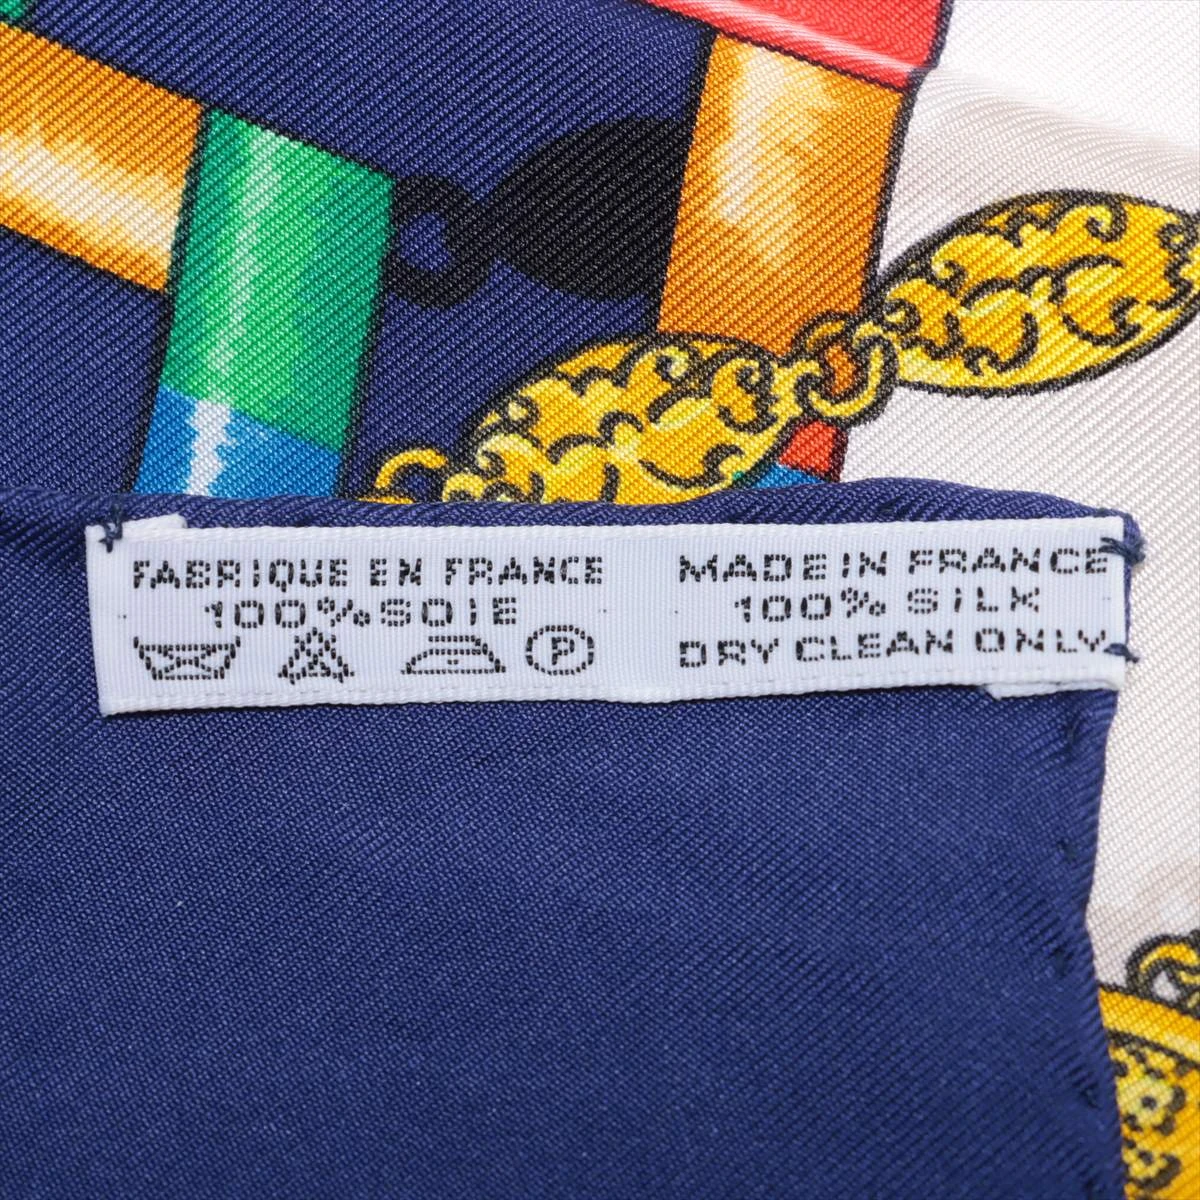 FABRIQUE EN FRANCE
100% SOIE
P
MADE IN FRANCE
100% SILK
DRY CLEAN ONLY